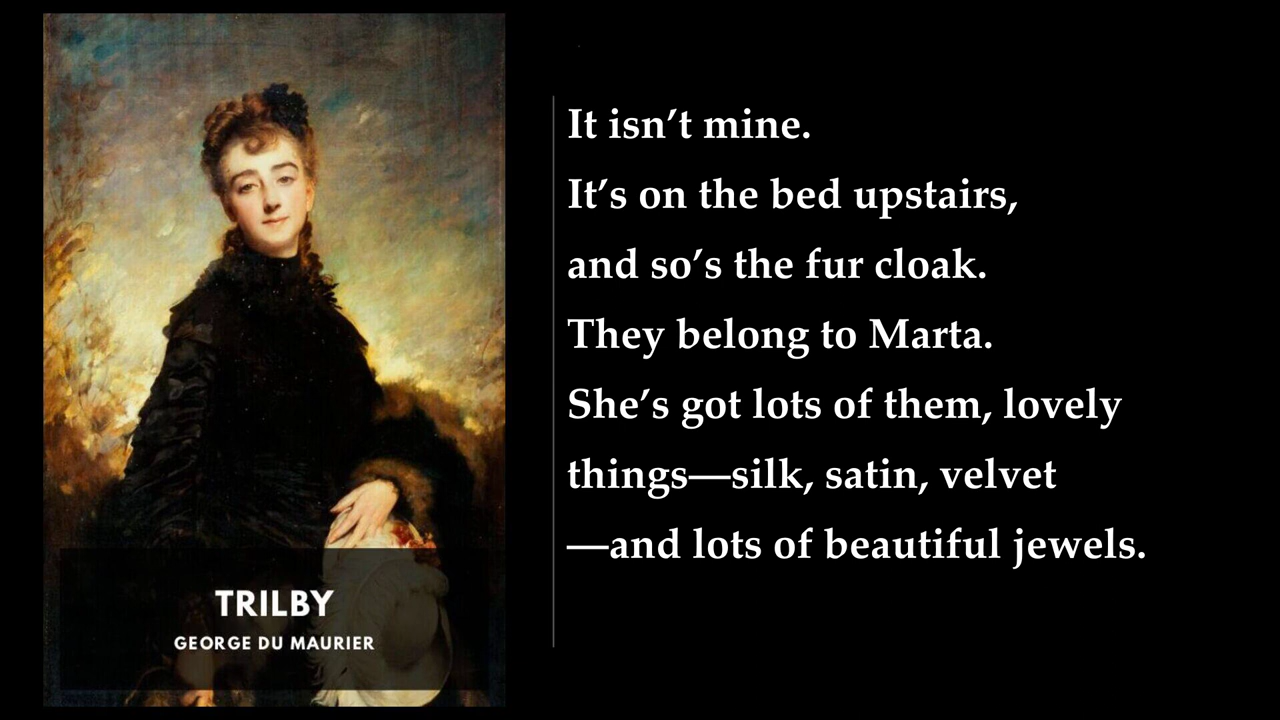 It isn’t mine.
It’s on the bed upstairs,
and so’s the fur cloak.
They belong to Marta.
She’s got lots of them, lovely
things—silk, satin, velvet
—and lots of beautiful jewels.
TRILBY
GEORGE DU MAURIER